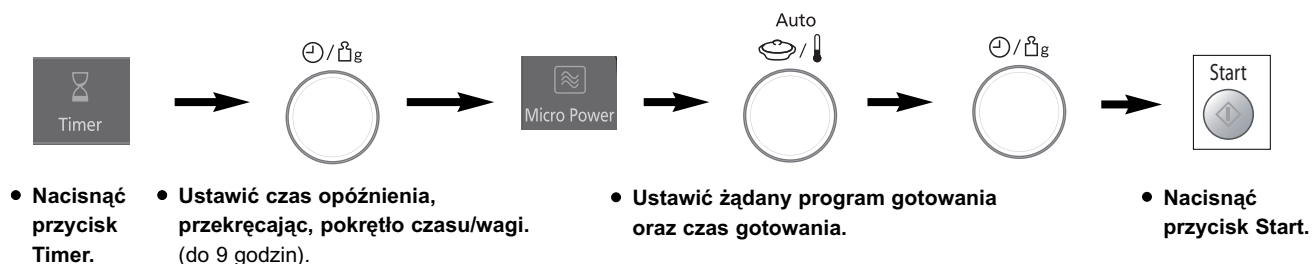 Auto
/ g
/
/ g
Start
Timer
Micro Power
• Nacisnąć
przycisk
Timer.
• Ustawić czas opóźnienia,
przekręcając, pokrętło czasu/wagi.
(do 9 godzin).
• Ustawić żądany program gotowania
oraz czas gotowania.
• Nacisnąć
przycisk Start.